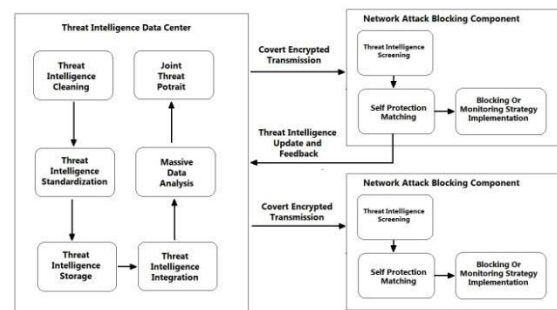 Threat Intelligence Data Center
Threat
Intelligence
Cleaning
Joint
Threat
Potrait
Threat
Intelligence
Standardization
Massive
Data
Analysis
Threat
Intelligence
Storage
Threat
Intelligence
Integration
Covert Encrypted
Transmission
Threat Intelligence
Update and
Feedback
Covert Encrypted
Transmission
Network Attack Blocking Component
Threat Intelligence
Screening
Self Protection
Matching
Blocking Or
Monitoring Strategy
Implementation
Network Attack Blocking Component
Threat Intelligence
Screening
Self Protection
Matching
Blocking Or
Monitoring Strategy
Implementation